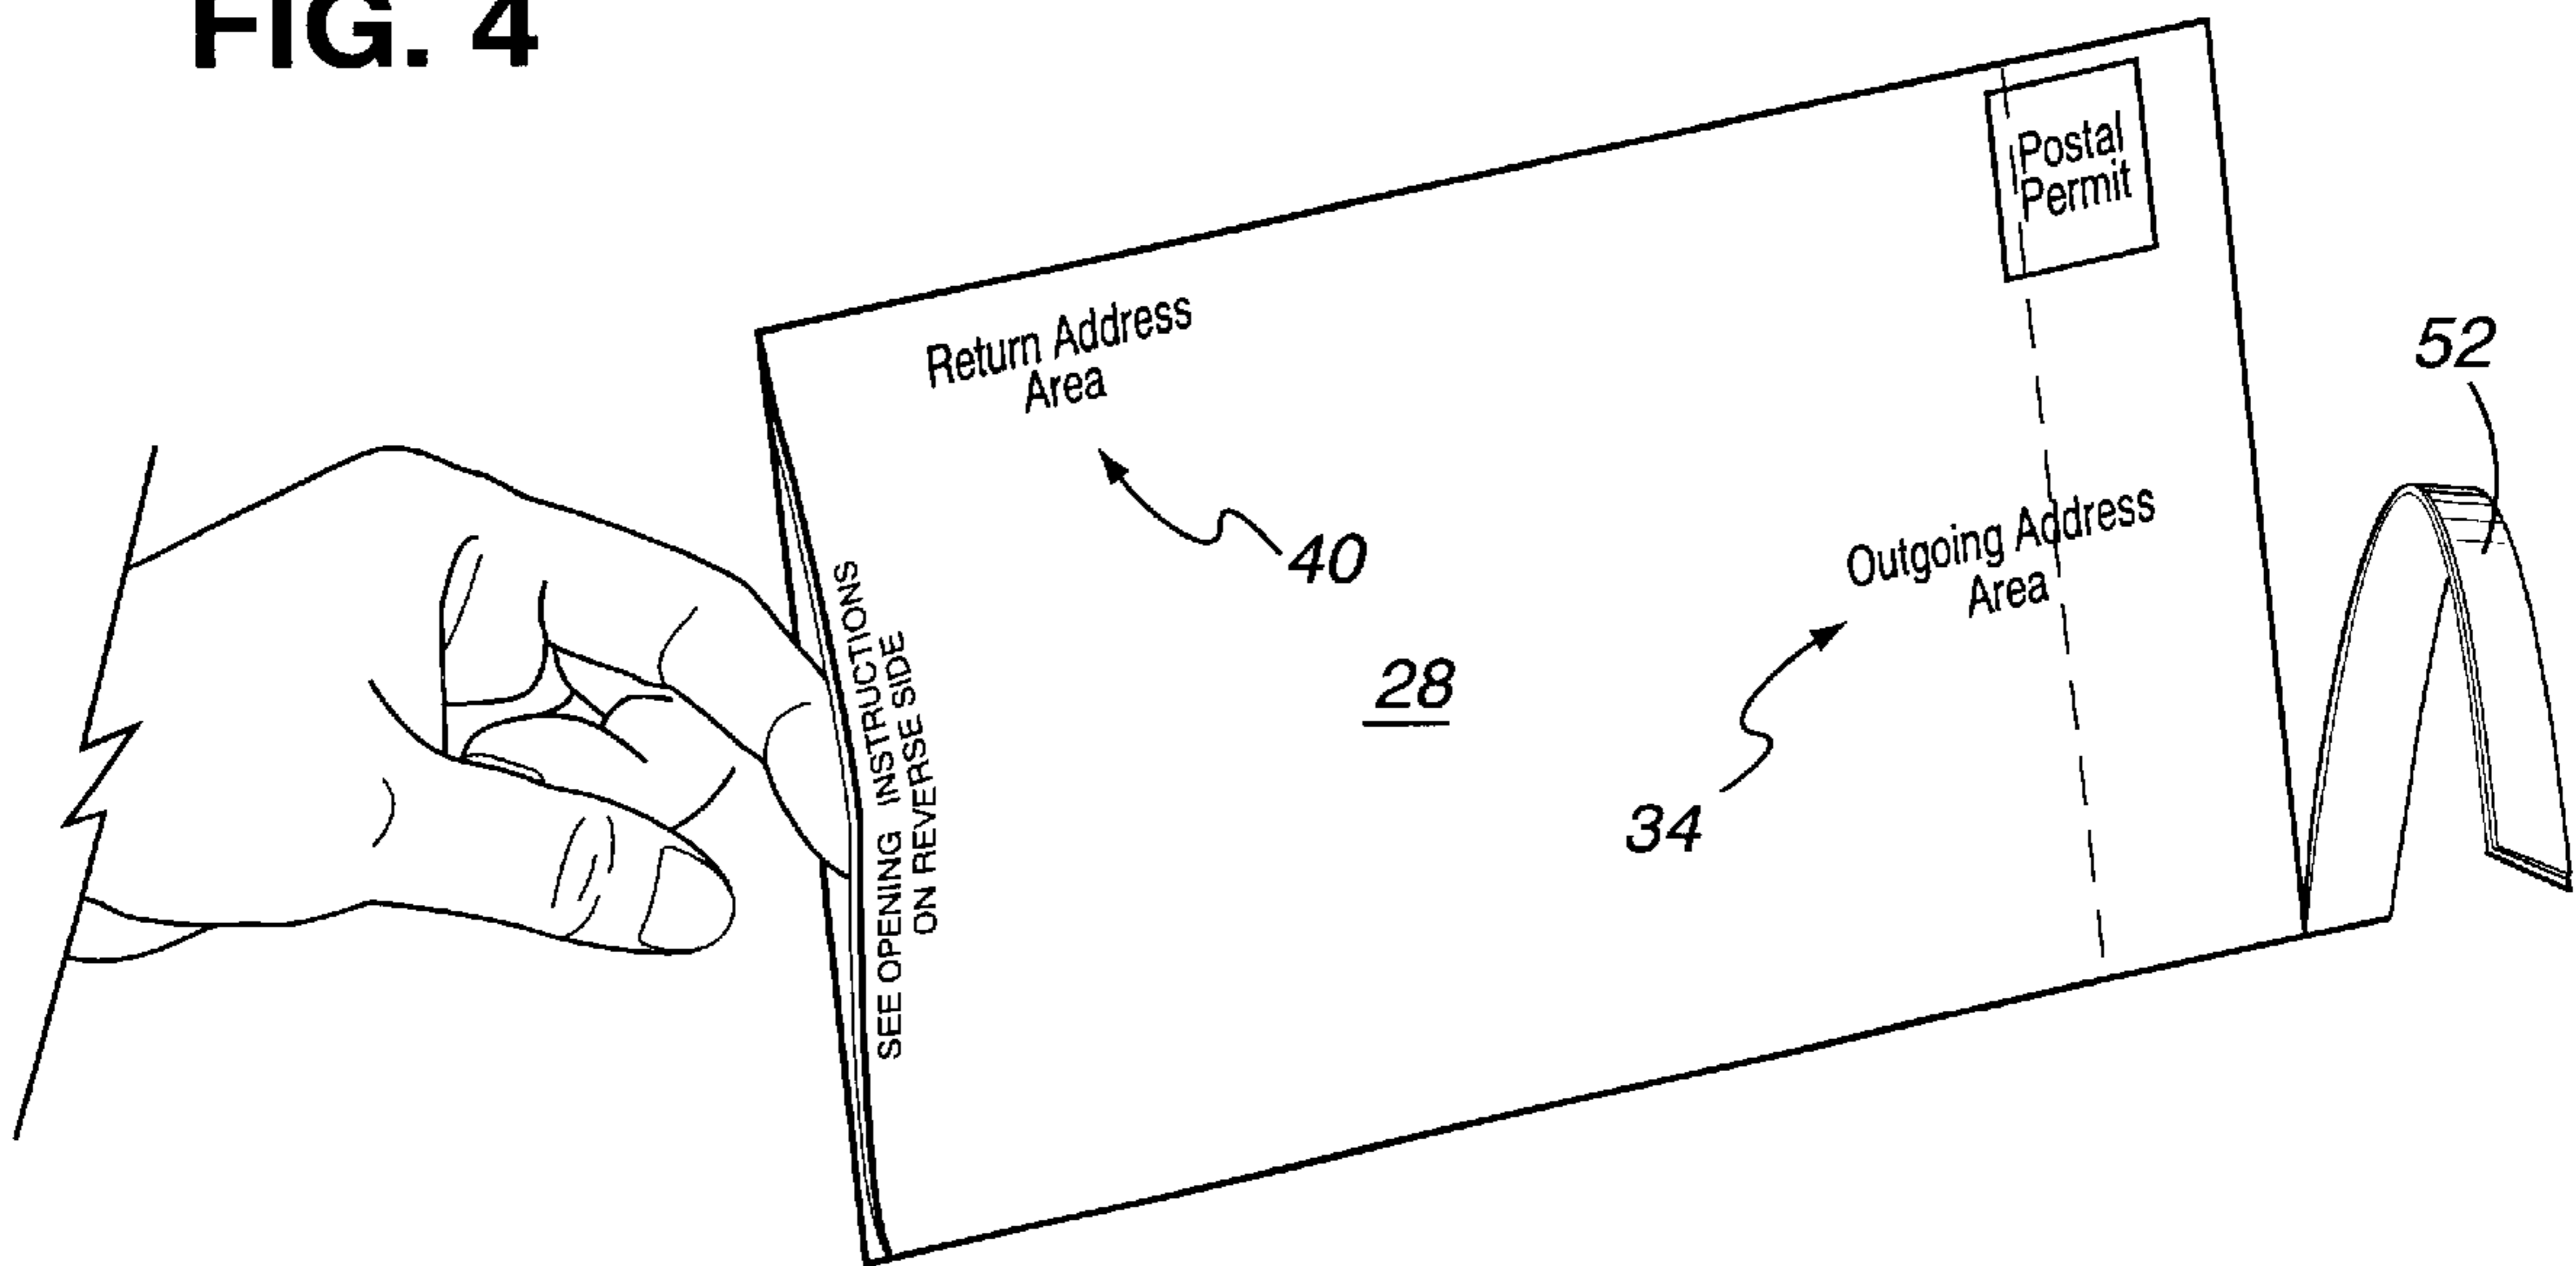 FIG. 4
Postal
Permit
Return Address
Area
52
40
Outgoing Address
Area
28
34
SEE OPENING INSTRUCTIONS
ON REVERSE SIDE